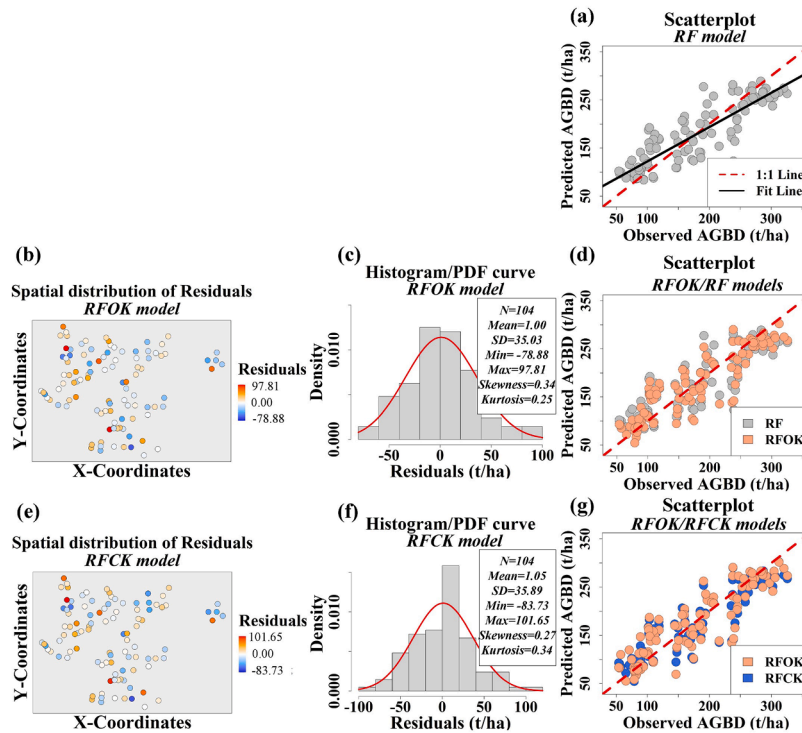 (a)
Scatterplot
RF model
Predicted AGBD (t/ha)
350
250
150
50
1:1 Line
Fit Line
50 100 200 300
Observed AGBD (t/ha)
(b)
Spatial distribution of Residuals
RFOK model
Y-Coordinates
X-Coordinates
Residuals
97.81
0.00
-78.88
(c)
Histogram/PDF curve
RFOK model
Density
0.010
0.000
N=104
Mean=1.00
SD=35.03
Min= -78.88
Max=97.81
Skewness=0.34
Kurtosis=0.25
-50 0 50 100
Residuals (t/ha)
(d)
Scatterplot
RFOK/RF models
Predicted AGBD (t/ha)
350
250
150
50
RF
RFOK
50 100 200 300
Observed AGBD (t/ha)
(e)
Spatial distribution of Residuals
RFCK model
Y-Coordinates
X-Coordinates
Residuals
101.65
0.00
-83.73
(f)
Histogram/PDF curve
RFCK model
Density
0.010
0.000
N=104
Mean=1.05
SD=35.89
Min= -83.73
Max=101.65
Skewness=0.27
Kurtosis=0.34
-100 -50 0 50 100
Residuals (t/ha)
(g)
Scatterplot
RFOK/RFCK models
Predicted AGBD (t/ha)
350
250
150
50
RFOK
RFCK
50 100 200 300
Observed AGBD (t/ha)